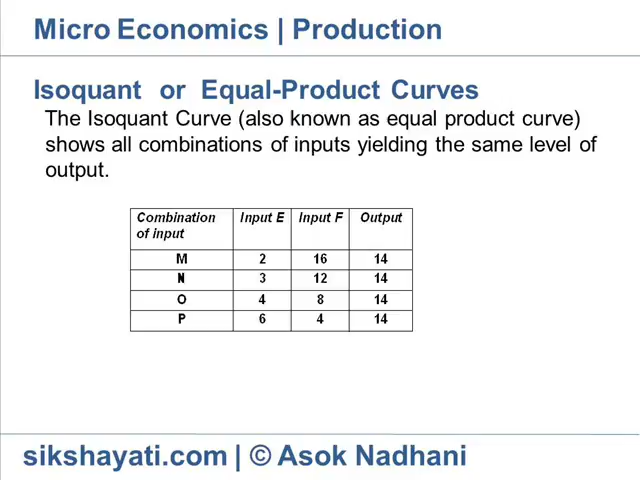 Micro Economics | Production
Isoquant or Equal-Product Curves
The Isoquant Curve (also known as equal product curve)
shows all combinations of inputs yielding the same level of
output.
Combination of input Input E Input F Output
M 2 16 14
N 3 12 14
O 4 8 14
P 6 4 14
sikshayati.com | © Asok Nadhani